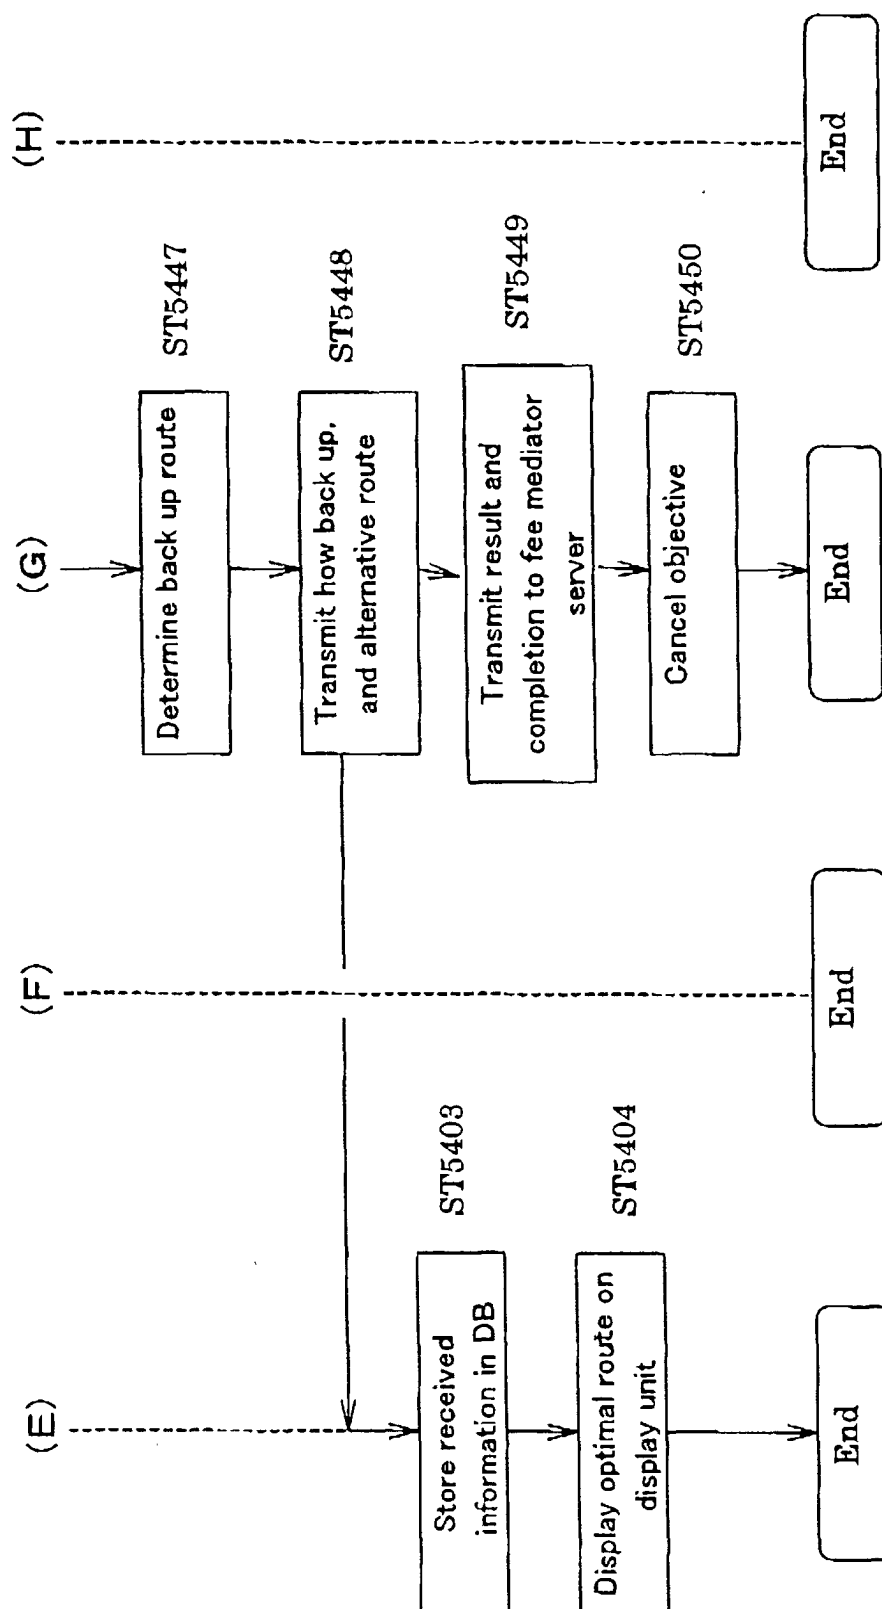 (E)
Store received
information in DB
ST5403
Display optimal route on
display unit
ST5404
End
(F)
End
(G)
Determine back up route
ST5447
Transmit how back up,
and alternative route
ST5448
Transmit result and
completion to fee mediator
server
ST5449
Cancel objective
ST5450
End
(H)
End